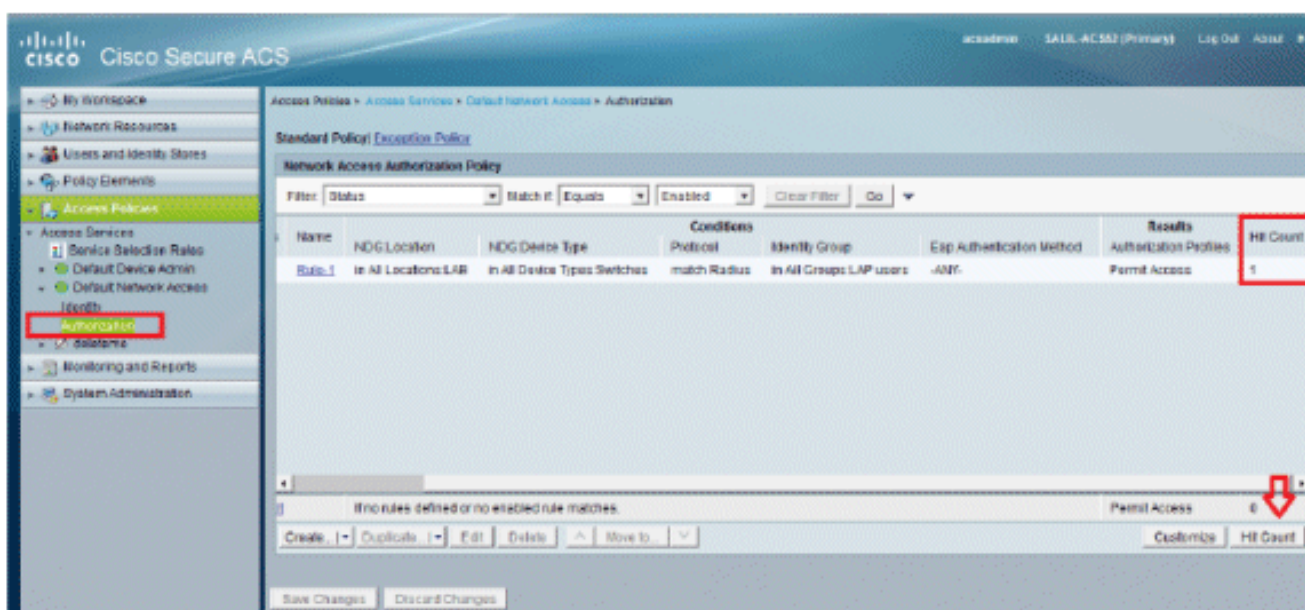 CISCO Cisco Secure ACS
acsadmin (Primary) Log Out About
My Workspace
Network Resources
Users and Identity Stores
Policy Elements
Access Policies
Access Services
Service Selection Rules
Default Device Admin
Default Network Access
Identity
Authorization
deleteme
Monitoring and Reports
System Administration
Access Policies > Access Services > Default Network Access > Authorization
Standard Policy| Exception Policy
Network Access Authorization Policy
Filter: Status Match if: Equals Enabled Clear Filter Go
Conditions Results
Name NDG:Location NDG:Device Type Protocol Identity Group Eap Authentication Method Authorization Profiles Hit Count
Rule-1 in All Locations:LAB in All Device Types:Switches match Radius in All Groups:LAP users -ANY- Permit Access 1
If no rules defined or no enabled rule matches. Permit Access 0
Create... Duplicate... Edit Delete Move to... Customize Hit Count
Save Changes Discard Changes